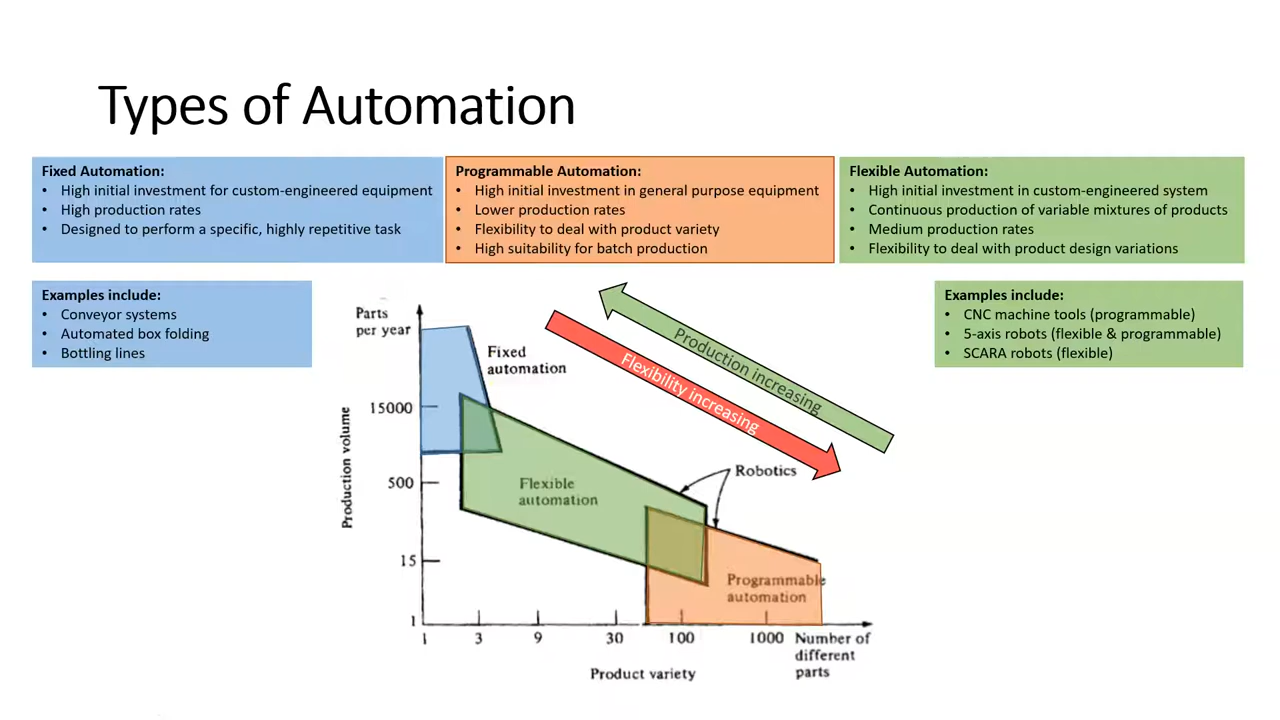 Types of Automation
Fixed Automation:
• High initial investment for custom-engineered equipment
• High production rates
• Designed to perform a specific, highly repetitive task
Programmable Automation:
• High initial investment in general purpose equipment
• Lower production rates
• Flexibility to deal with product variety
• High suitability for batch production
Flexible Automation:
• High initial investment in custom-engineered system
• Continuous production of variable mixtures of products
• Medium production rates
• Flexibility to deal with product design variations
Examples include:
• Conveyor systems
• Automated box folding
• Bottling lines
Examples include:
• CNC machine tools (programmable)
• 5-axis robots (flexible & programmable)
• SCARA robots (flexible)
Parts
per year
Fixed
automation
Production increasing
Flexibility increasing
15000
Production volume
500
Flexible
automation
Robotics
15
Programmable
automation
1
1 3 9 30 100 1000
Number of
different
parts
Product variety